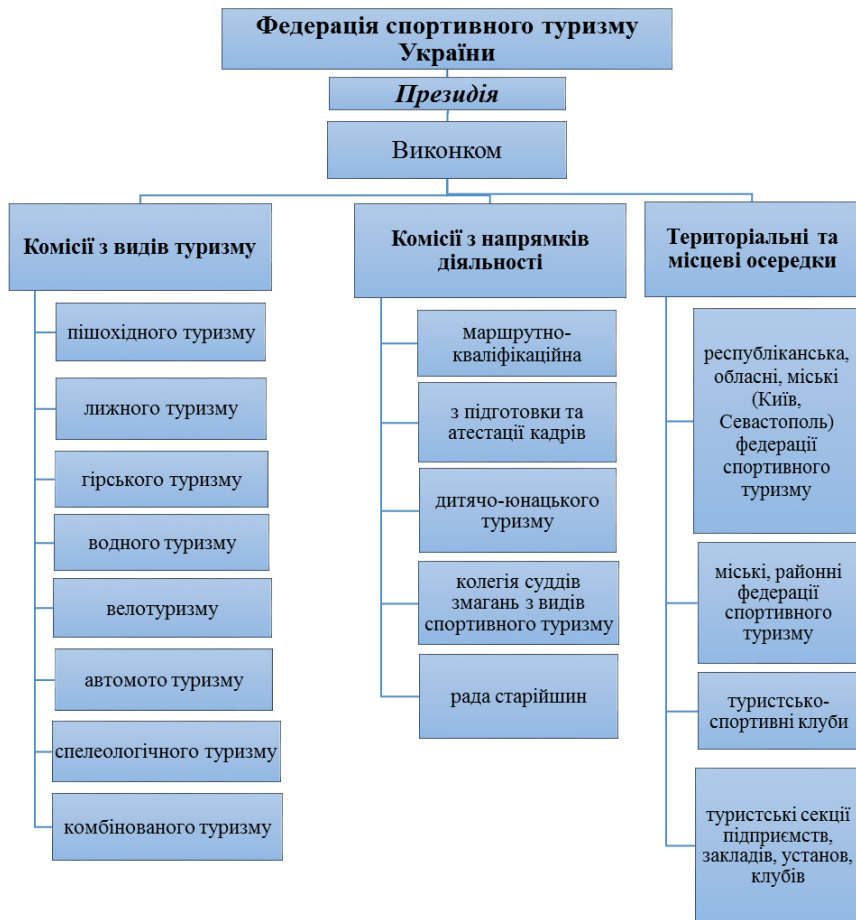 Федерація спортивного туризму
України
Президія
Виконком
Комісії з видів туризму
пішохідного туризму
лижного туризму
гірського туризму
водного туризму
велотуризму
автомото туризму
спелеологічного туризму
комбінованого туризму
Комісії з напрямків
діяльності
маршрутно-
кваліфікаційна
з підготовки та
атестації кадрів
дитячо-юнацького
туризму
колегія суддів
змагань з видів
спортивного туризму
рада старійшин
Територіальні та
місцеві осередки
республіканська,
обласні, міські
(Київ,
Севастополь)
федерації
спортивного
туризму
міські, районні
федерації
спортивного
туризму
туристсько-
спортивні клуби
туристські секції
підприємств,
закладів, установ,
клубів